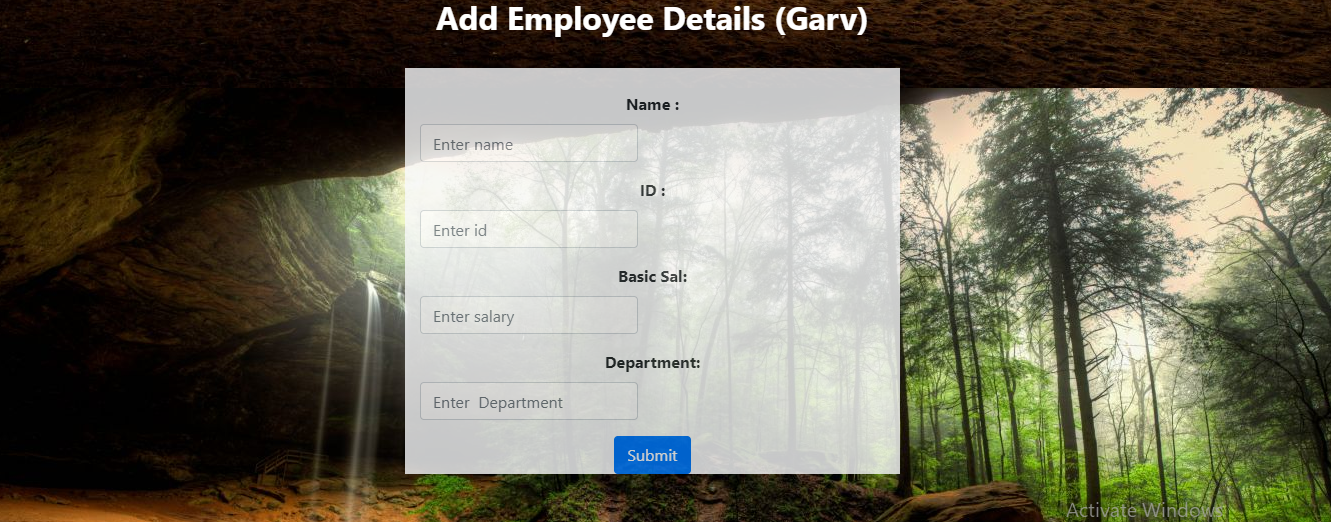 Add Employee Details (Garv)
Name :
Enter name
ID :
Enter id
Basic Sal:
Enter salary
Department:
Enter  Department
Submit
Activate Windows